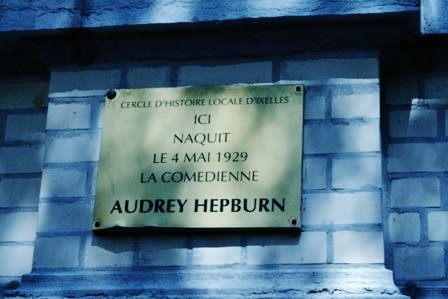 CERCLE D'HISTOIRE LOCALE D'IXELLES
ICI
NAQUIT
LE 4 MAI 1929
LA COMEDIENNE
AUDREY HEPBURN